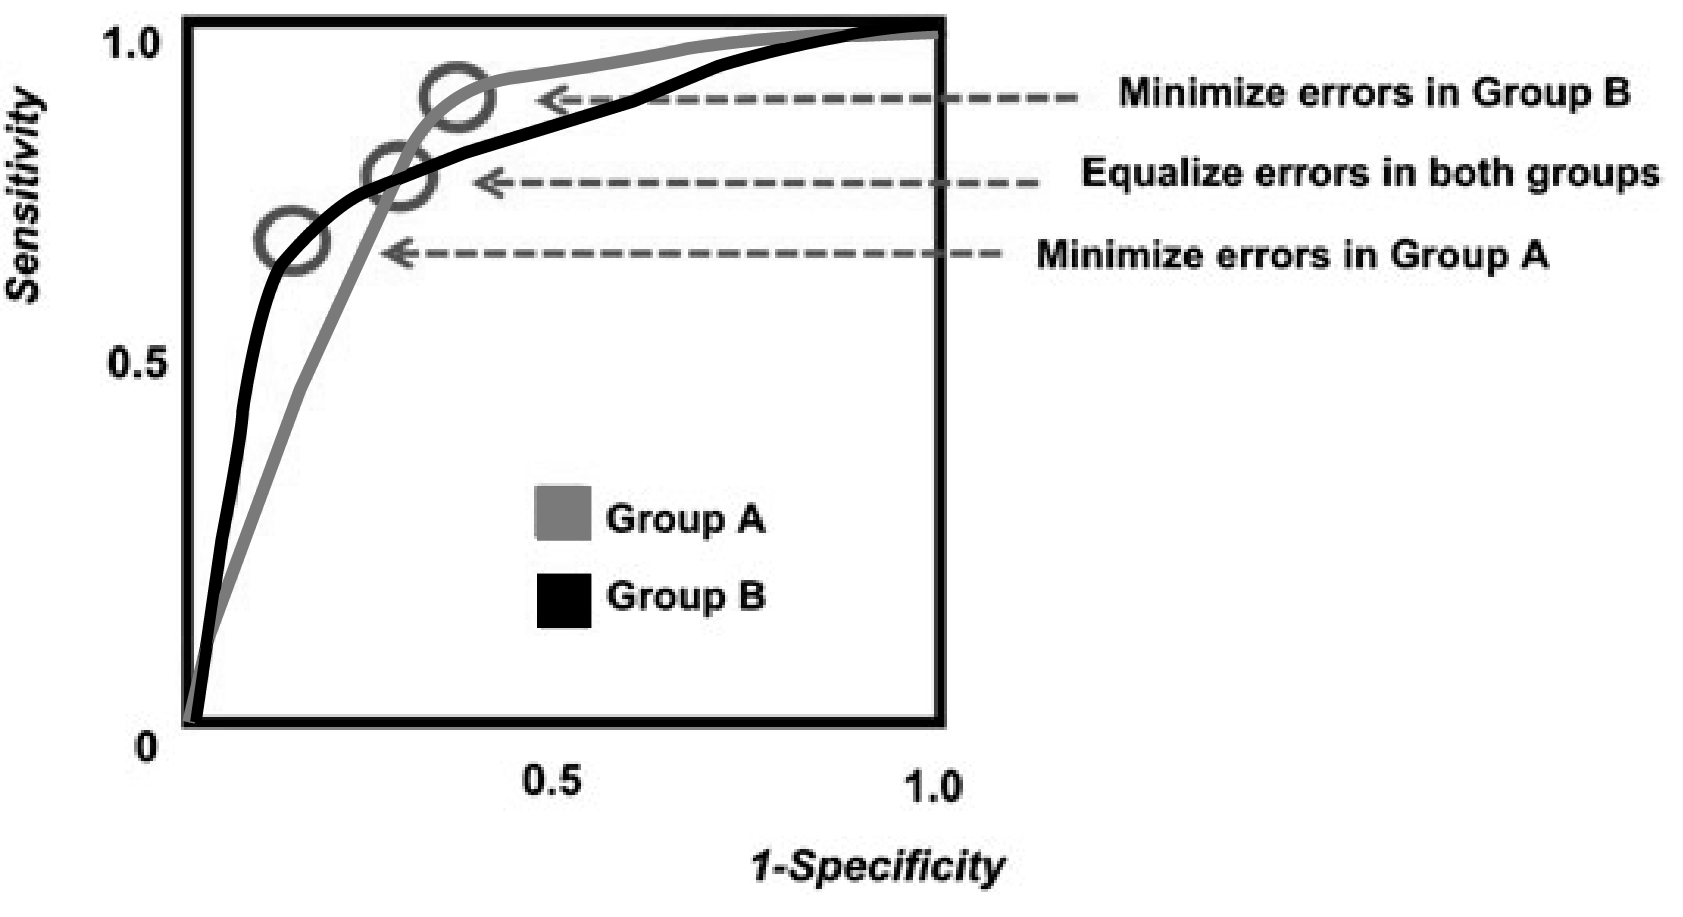 1.0
Sensitivity
0.5
0
Minimize errors in Group B
Equalize errors in both groups
Minimize errors in Group A
Group A
Group B
0.5
1.0
1-Specificity